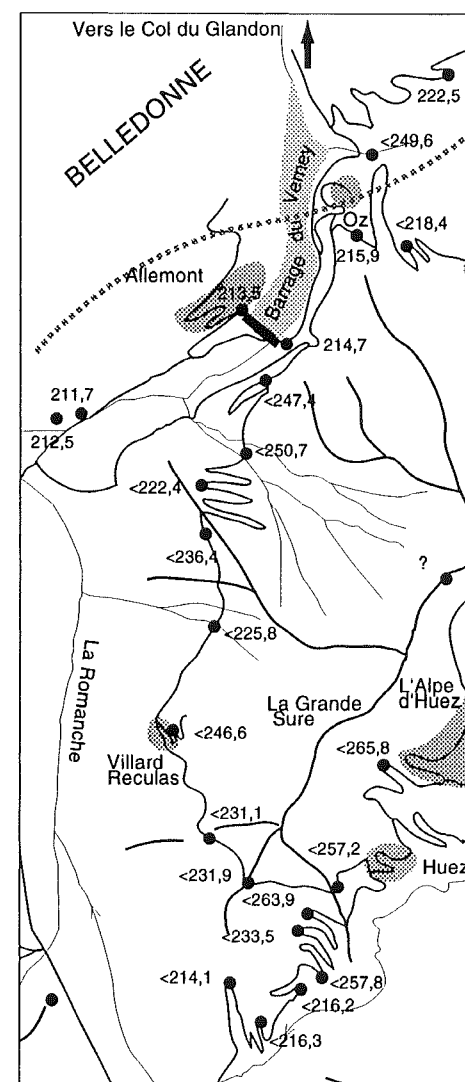 Vers le Col du Glandon
BELLEDONNE
222,5
<249,6
Barrage du Verney
Oz
<218,4
215,9
Allemont
213,5
214,7
211,7
<247,4
212,5
<250,7
<222,4
<236,4
?
<225,8
La Romanche
La Grande
Sure
L'Alpe
d'Huez
<246,6
<265,8
Villard
Reculas
<231,1
<257,2
Huez
<231,9
<263,9
<233,5
<214,1
<257,8
<216,2
<216,3